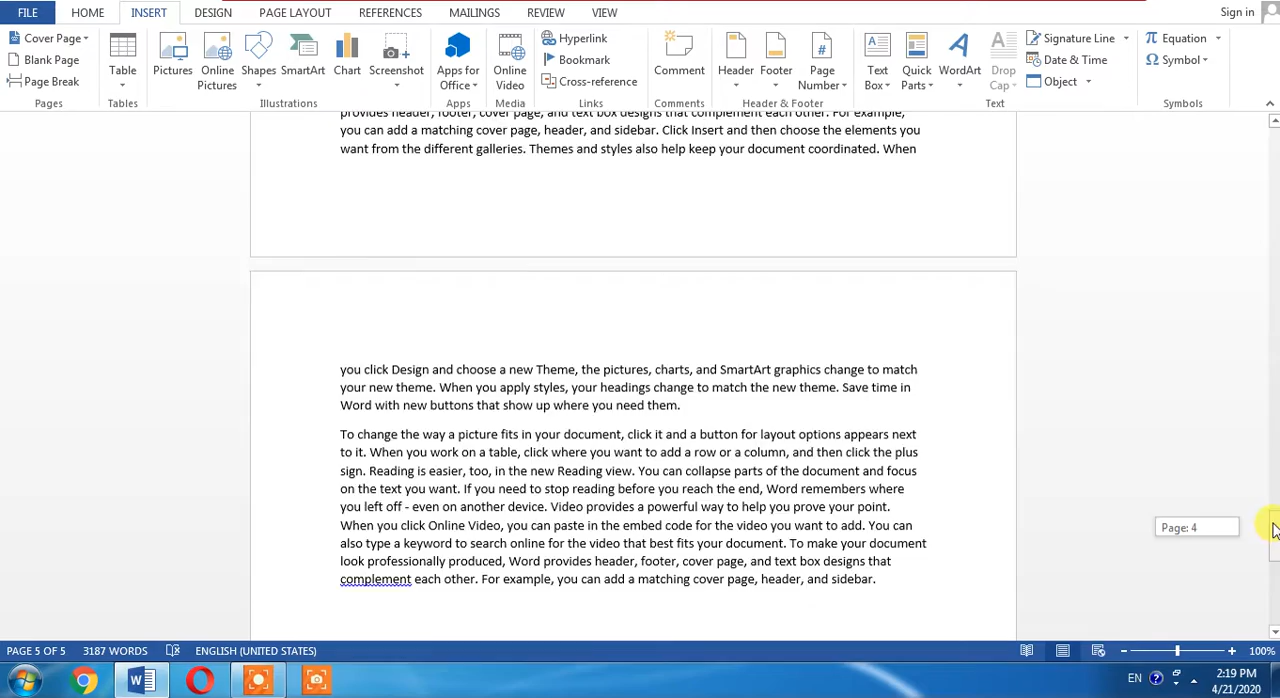 FILE HOME INSERT DESIGN PAGE LAYOUT REFERENCES MAILINGS REVIEW VIEW Sign in
Cover Page
Blank Page
Page Break
Pages
Table
Tables
Pictures
Online Pictures
Shapes
SmartArt
Chart
Screenshot
Illustrations
Apps for Office
Apps
Online Video
Media
Hyperlink
Bookmark
Cross-reference
Links
Comment
Comments
Header
Footer
Page Number
Header & Footer
Text Box
Quick Parts
WordArt
Drop Cap
Signature Line
Date & Time
Object
Text
Equation
Symbol
Symbols
provides header, footer, cover page, and text box designs that complement each other. For example,
you can add a matching cover page, header, and sidebar. Click Insert and then choose the elements you
want from the different galleries. Themes and styles also help keep your document coordinated. When
you click Design and choose a new Theme, the pictures, charts, and SmartArt graphics change to match
your new theme. When you apply styles, your headings change to match the new theme. Save time in
Word with new buttons that show up where you need them.
To change the way a picture fits in your document, click it and a button for layout options appears next
to it. When you work on a table, click where you want to add a row or a column, and then click the plus
sign. Reading is easier, too, in the new Reading view. You can collapse parts of the document and focus
on the text you want. If you need to stop reading before you reach the end, Word remembers where
you left off - even on another device. Video provides a powerful way to help you prove your point.
When you click Online Video, you can paste in the embed code for the video you want to add. You can
also type a keyword to search online for the video that best fits your document. To make your document
look professionally produced, Word provides header, footer, cover page, and text box designs that
complement each other. For example, you can add a matching cover page, header, and sidebar.
Page: 4
PAGE 5 OF 5 3187 WORDS ENGLISH (UNITED STATES) 100%
EN 2:19 PM
4/21/2020